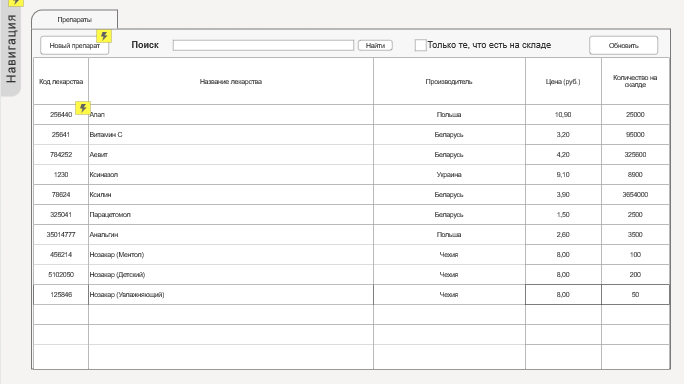 Навигация
Препараты
Новый препарат Поиск Найти Только те, что есть на складе Обновить
Код лекарства Название лекарства Производитель Цена (руб.) Количество на скалде
256440 Апап Польша 10,90 25000
25641 Витамин С Беларусь 3,20 95000
784252 Аевит Беларусь 4,20 325600
1230 Ксиназол Украина 9,10 8900
78624 Ксилин Беларусь 3,90 3654000
325041 Парацетомол Беларусь 1,50 2500
35014777 Анальгин Польша 2,60 3500
456214 Нозакар (Ментол) Чехия 8,00 100
5102050 Нозакар (Детский) Чехия 8,00 200
125846 Нозакар (Увлажняющий) Чехия 8,00 50